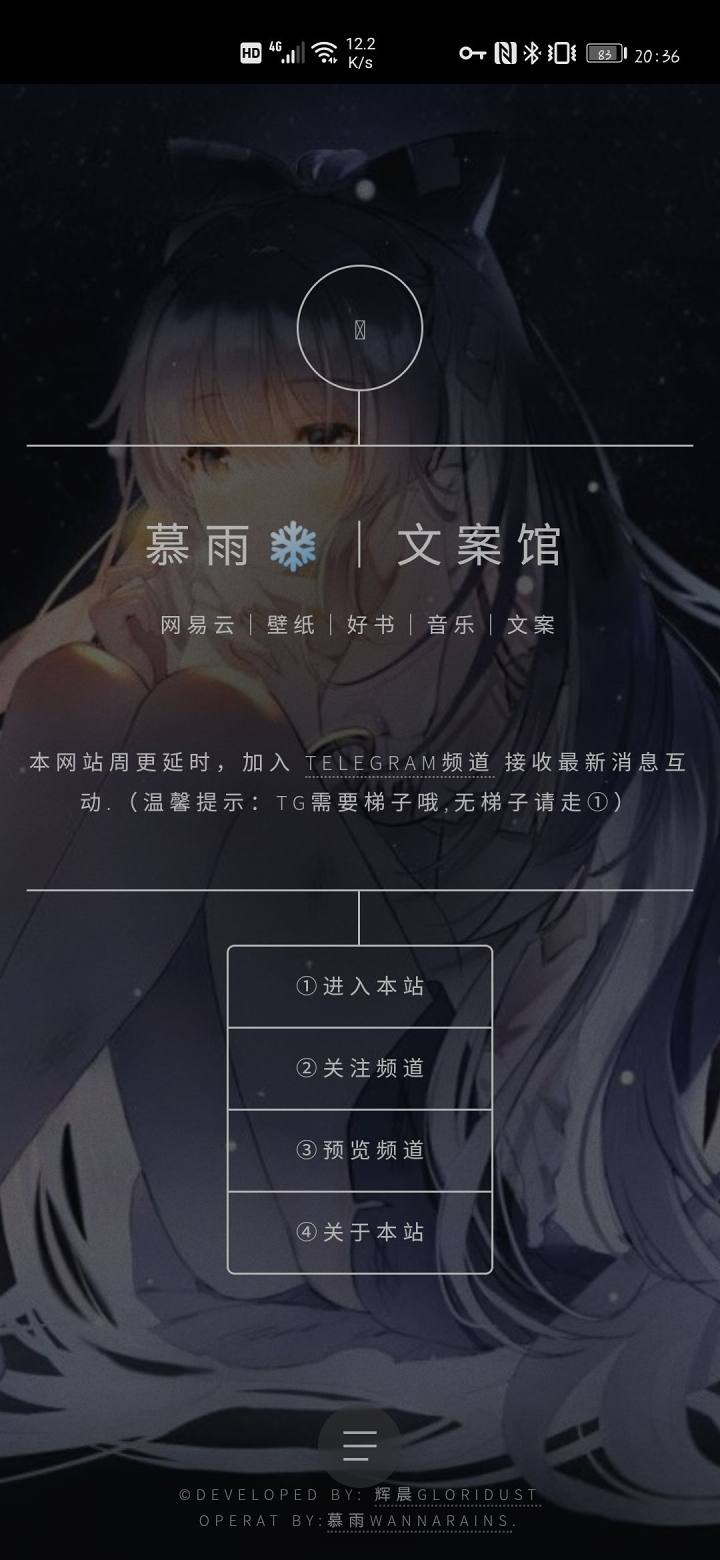 HD 4G 12.2 K/s 83 20:36
慕雨❄️｜文案馆
网易云｜壁纸｜好书｜音乐｜文案
本网站周更延时，加入 TELEGRAM频道 接收最新消息互
动.（温馨提示：TG需要梯子哦,无梯子请走①）
①进入本站
②关注频道
③预览频道
④关于本站
©DEVELOPED BY: 辉晨GLORIDUST
OPERAT BY:慕雨WANNARAINS.